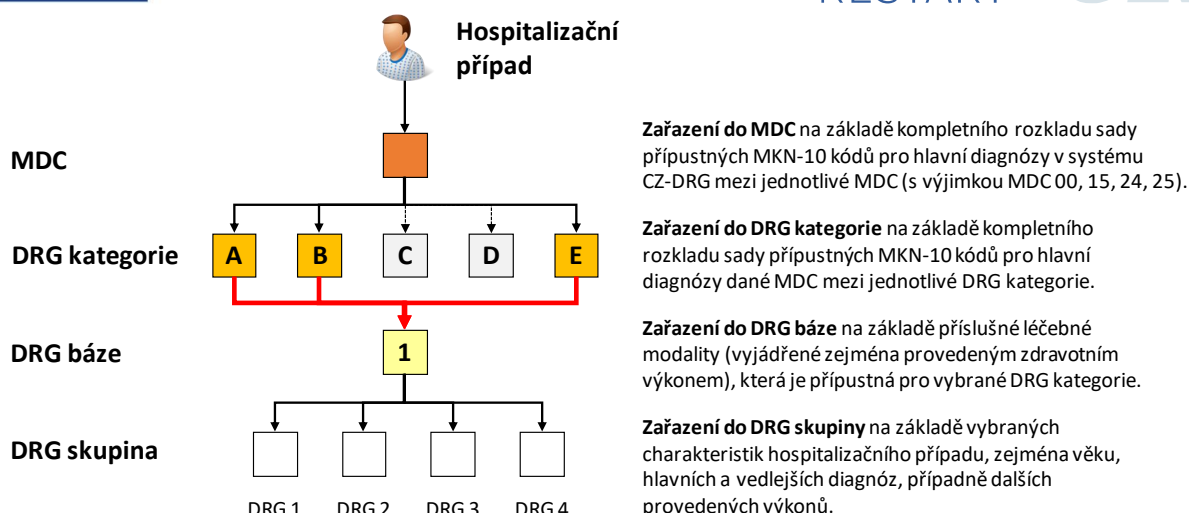 Hospitalizační
případ
MDC
Zařazení do MDC na základě kompletního rozkladu sady
přípustných MKN-10 kódů pro hlavní diagnózy v systému
CZ-DRG mezi jednotlivé MDC (s výjimkou MDC 00, 15, 24, 25).
DRG kategorie
A B C D E
Zařazení do DRG kategorie na základě kompletního
rozkladu sady přípustných MKN-10 kódů pro hlavní
diagnózy dané MDC mezi jednotlivé DRG kategorie.
DRG báze
1
Zařazení do DRG báze na základě příslušné léčebné
modality (vyjádřené zejména provedeným zdravotním
výkonem), která je přípustná pro vybrané DRG kategorie.
DRG skupina
Zařazení do DRG skupiny na základě vybraných
charakteristik hospitalizačního případu, zejména věku,
hlavních a vedlejších diagnóz, případně dalších
provedených výkonů.
DRG 1 DRG 2 DRG 3 DRG 4